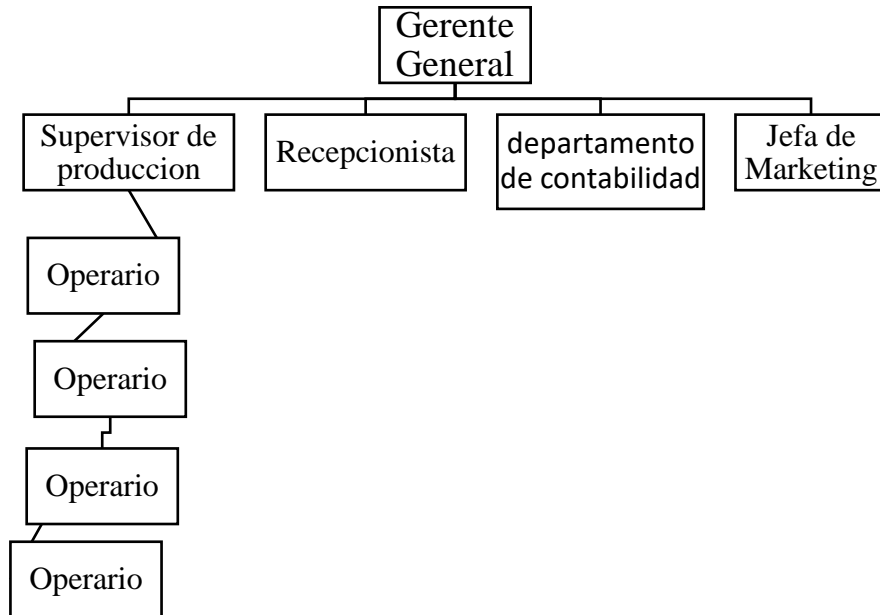 Gerente
General
Supervisor de
produccion
Recepcionista
departamento
de contabilidad
Jefa de
Marketing
Operario
Operario
Operario
Operario